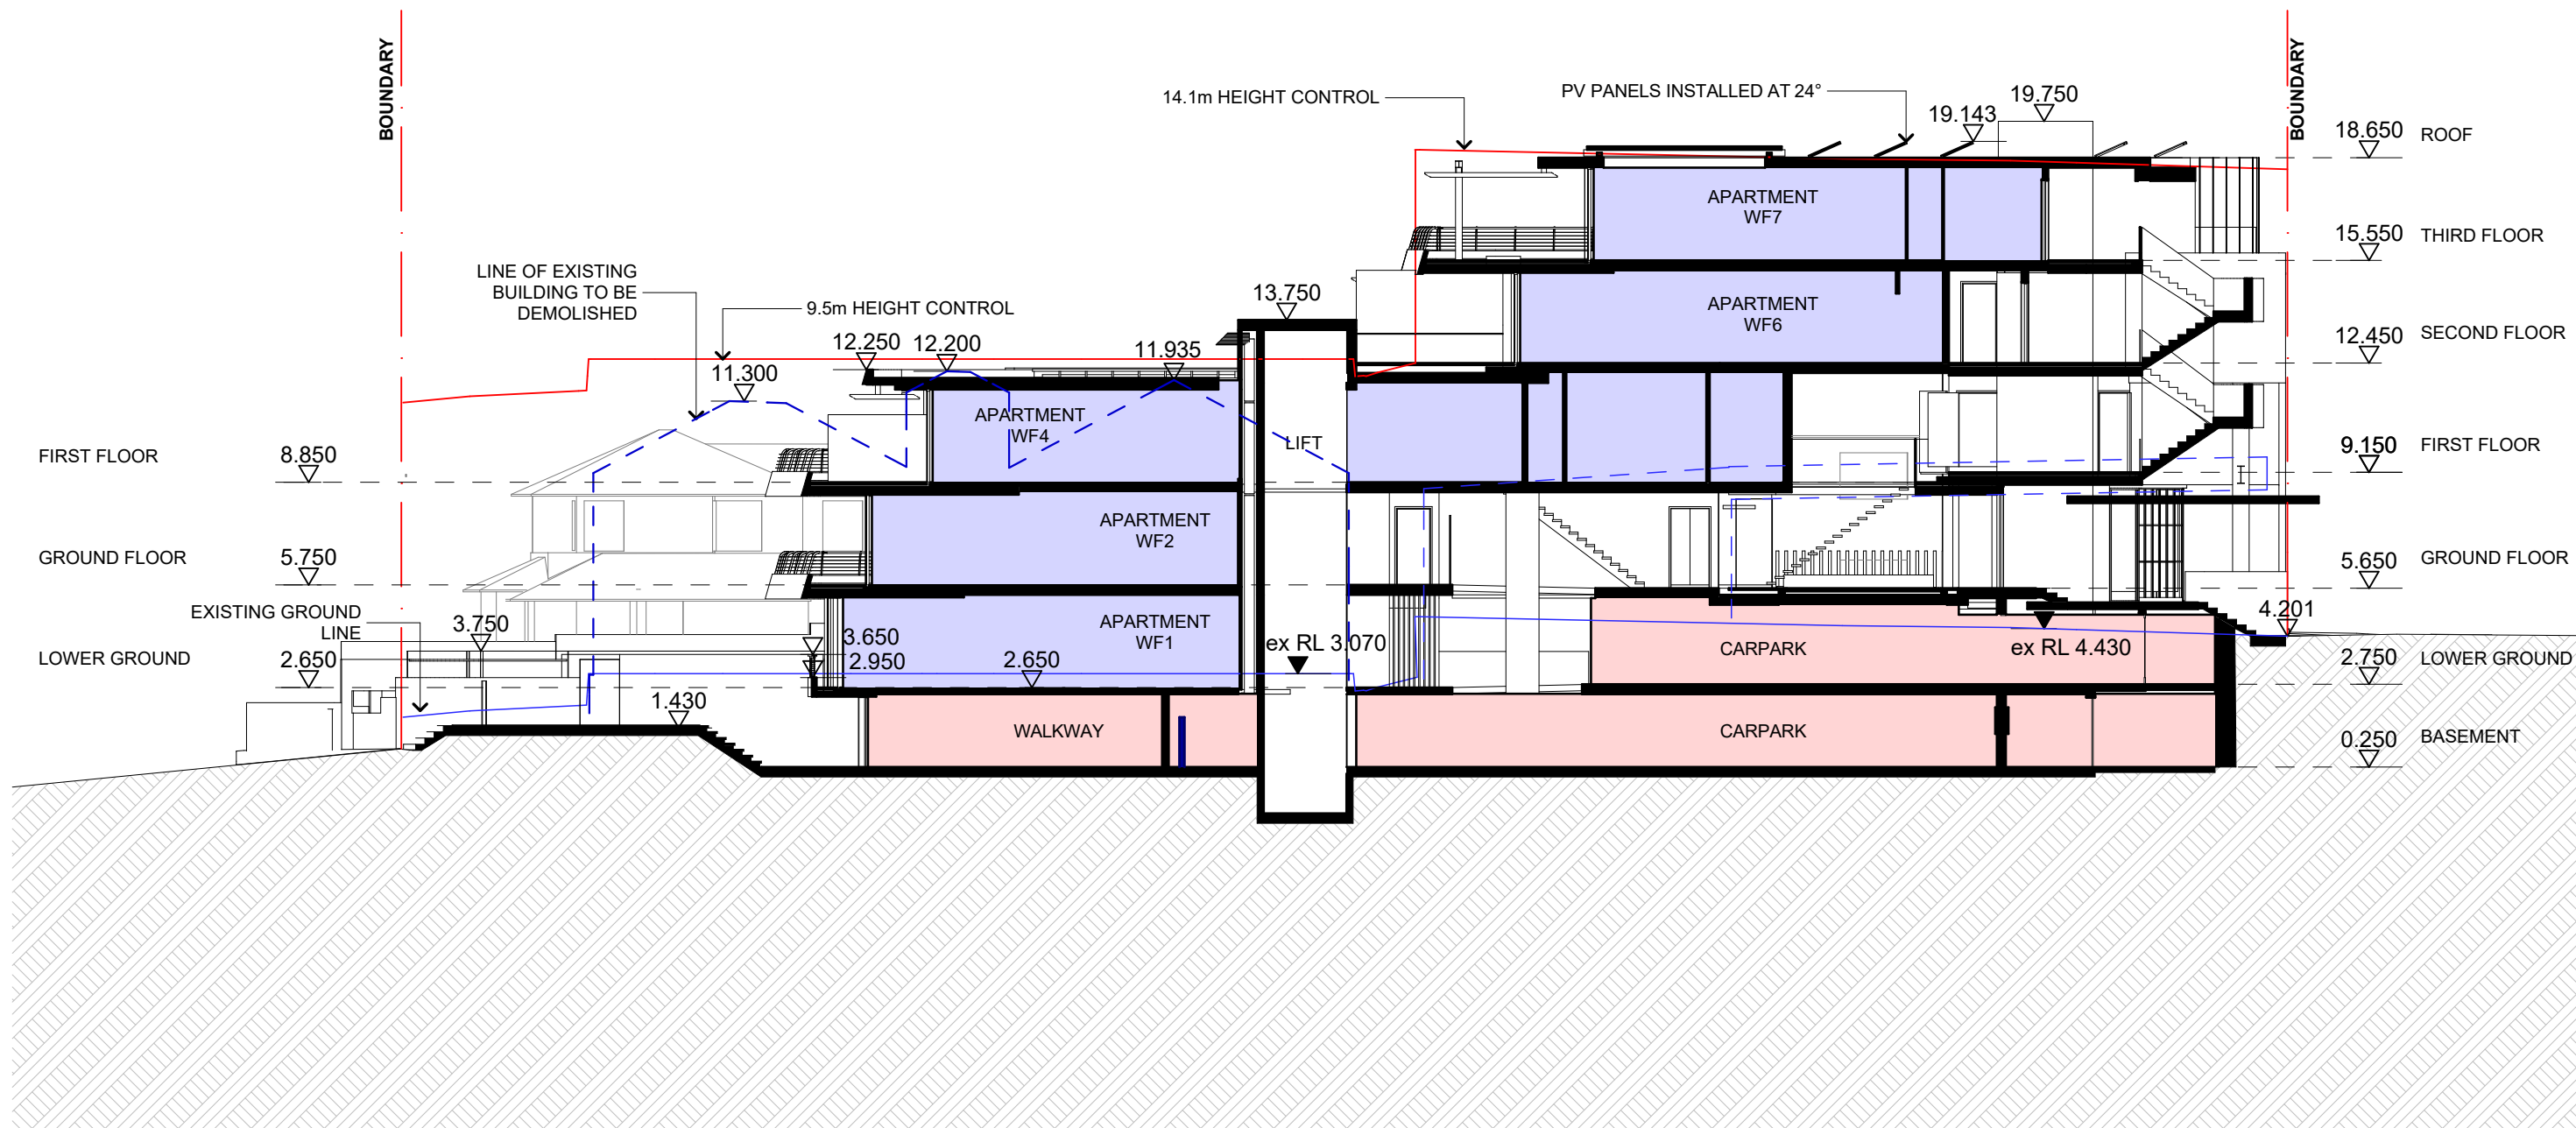 BOUNDARY
BOUNDARY
14.1m HEIGHT CONTROL
PV PANELS INSTALLED AT 24°
19.143
19.750
18.650 ROOF
APARTMENT
WF7
15.550 THIRD FLOOR
LINE OF EXISTING
BUILDING TO BE
DEMOLISHED
9.5m HEIGHT CONTROL
13.750
APARTMENT
WF6
12.450 SECOND FLOOR
12.250
12.200
11.935
11.300
APARTMENT
WF4
LIFT
FIRST FLOOR 8.850
9.150 FIRST FLOOR
APARTMENT
WF2
GROUND FLOOR 5.750
5.650 GROUND FLOOR
EXISTING GROUND
LINE
3.750
3.650
2.950
APARTMENT
WF1
2.650
ex RL 3.070
CARPARK
ex RL 4.430
4.201
LOWER GROUND 2.650
2.750 LOWER GROUND
1.430
WALKWAY
CARPARK
0.250 BASEMENT